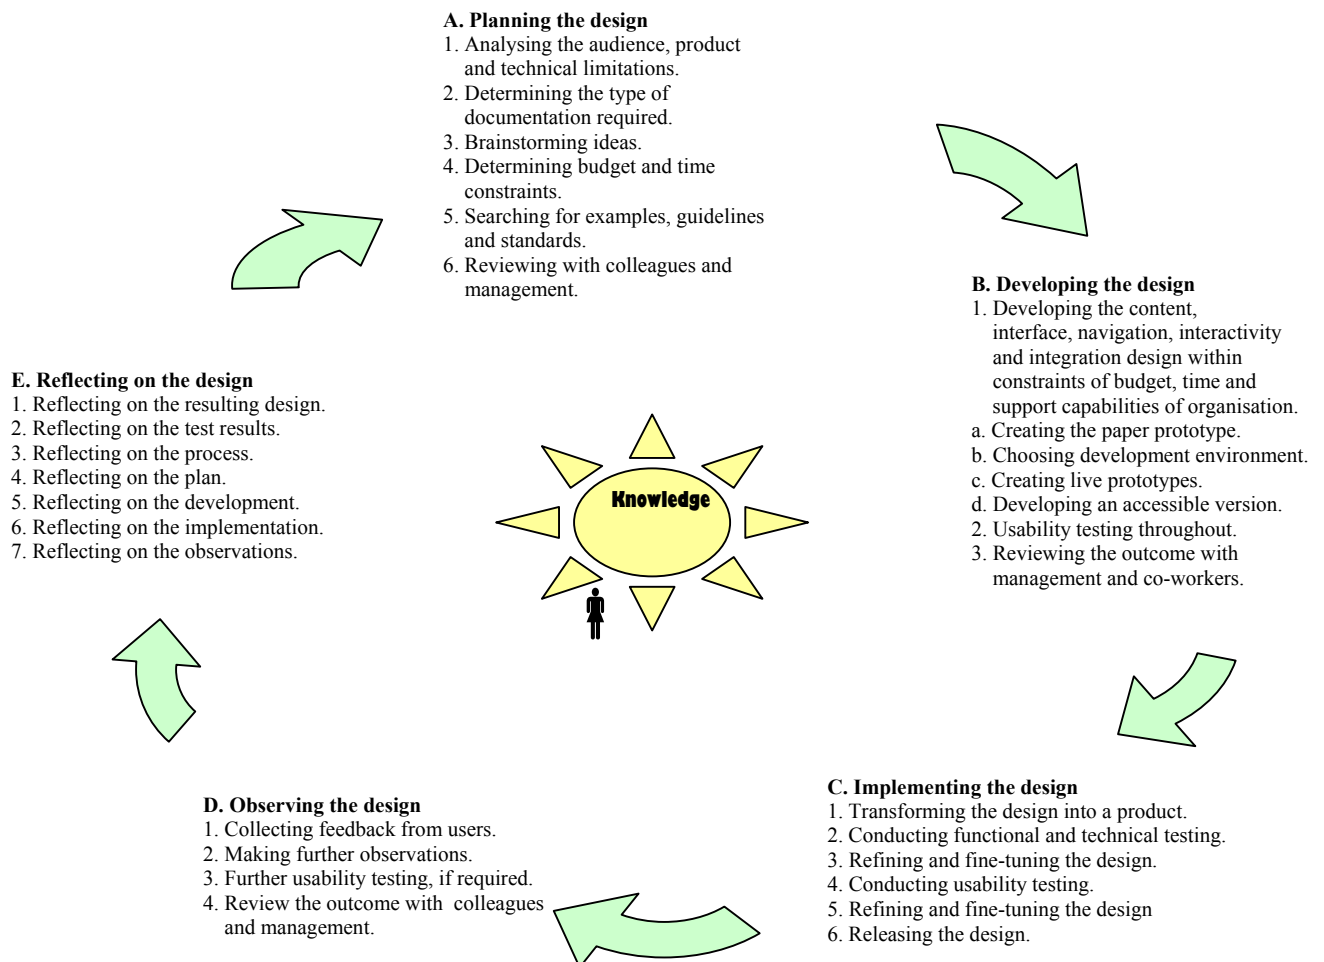 A. Planning the design
1. Analysing the audience, product
and technical limitations.
2. Determining the type of
documentation required.
3. Brainstorming ideas.
4. Determining budget and time
constraints.
5. Searching for examples, guidelines
and standards.
6. Reviewing with colleagues and
management.
B. Developing the design
1. Developing the content,
interface, navigation, interactivity
and integration design within
constraints of budget, time and
support capabilities of organisation.
a. Creating the paper prototype.
b. Choosing development environment.
c. Creating live prototypes.
d. Developing an accessible version.
2. Usability testing throughout.
3. Reviewing the outcome with
management and co-workers.
E. Reflecting on the design
1. Reflecting on the resulting design.
2. Reflecting on the test results.
3. Reflecting on the process.
4. Reflecting on the plan.
5. Reflecting on the development.
6. Reflecting on the implementation.
7. Reflecting on the observations.
Knowledge
C. Implementing the design
1. Transforming the design into a product.
2. Conducting functional and technical testing.
3. Refining and fine-tuning the design.
4. Conducting usability testing.
5. Refining and fine-tuning the design
6. Releasing the design.
D. Observing the design
1. Collecting feedback from users.
2. Making further observations.
3. Further usability testing, if required.
4. Review the outcome with colleagues
and management.